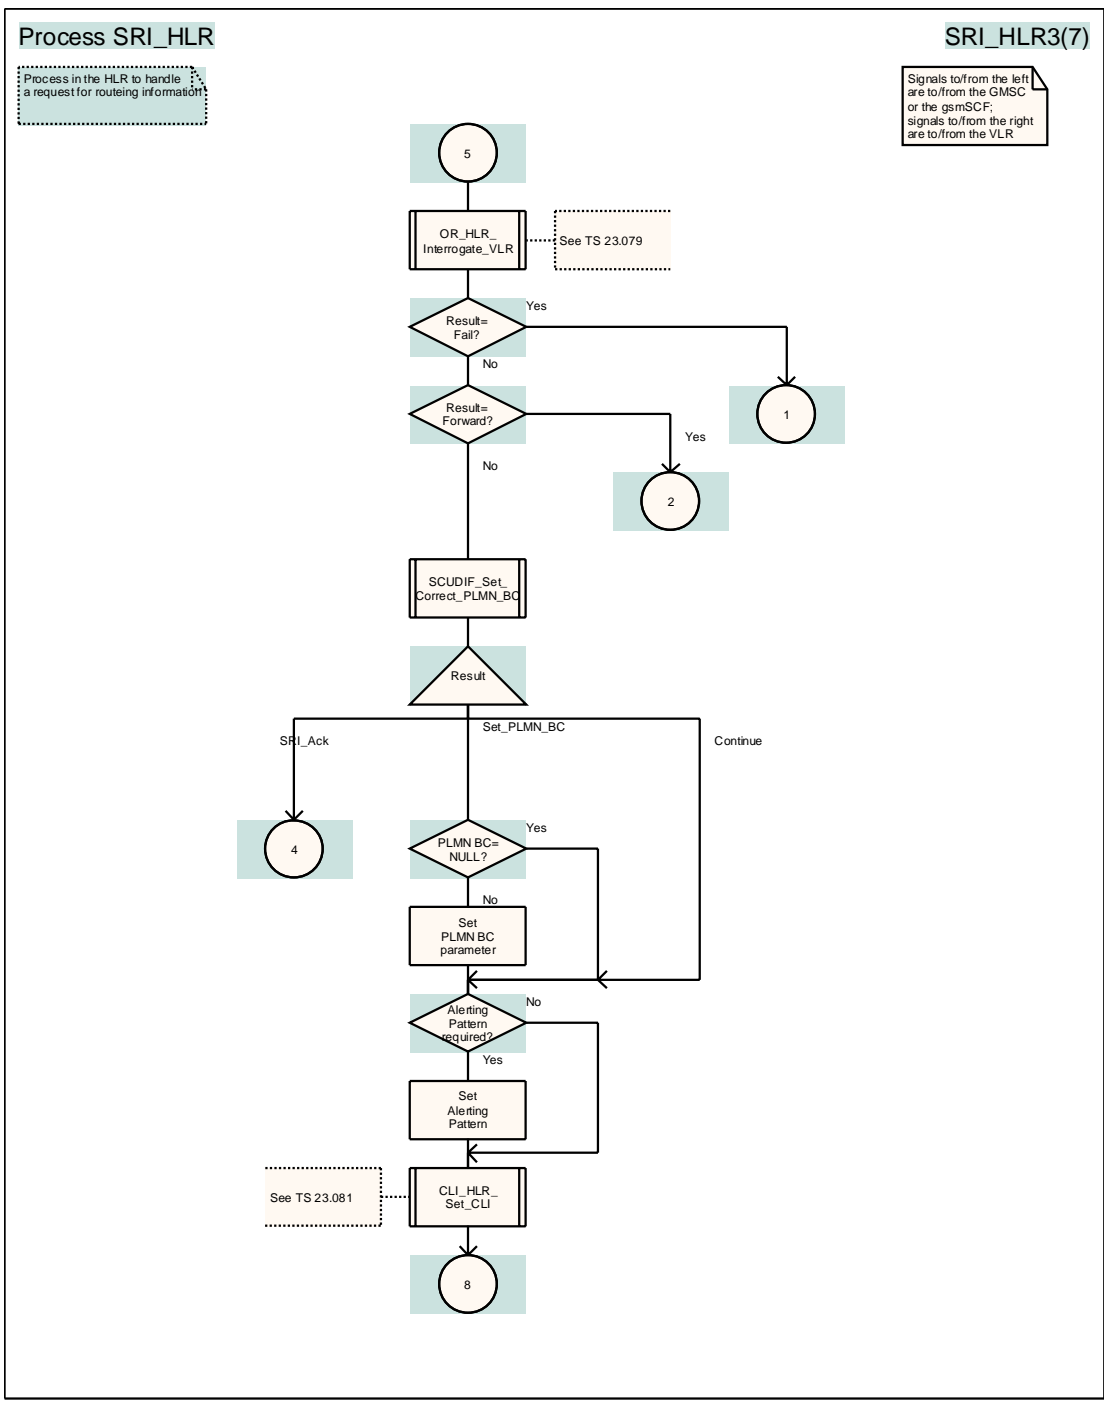 Process SRI_HLR
SRI_HLR3(7)
Process in the HLR to handle
a request for routeing information
Signals to/from the left
are to/from the GMSC
or the gsmSCF;
signals to/from the right
are to/from the VLR
5
OR_HLR_
Interrogate_VLR
See TS 23.079
Yes
Result=
Fail?
No
1
Result=
Forward?
Yes
No
2
SCUDIF_Set_
Correct_PLMN_BC
Result
Set_PLMN_BC
SRI_Ack
Continue
4
Yes
PLMN BC=
NULL?
No
Set
PLMN BC
parameter
No
Alerting
Pattern
required?
Yes
Set
Alerting
Pattern
See TS 23.081
CLI_HLR_
Set_CLI
8